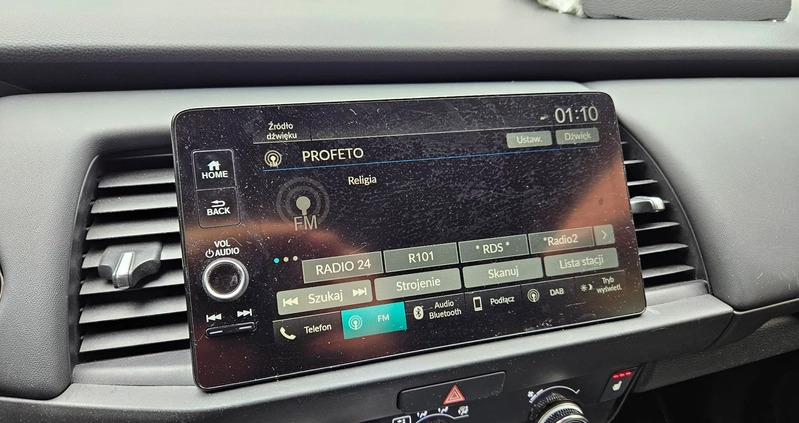 Źródło
dźwięku
01:10
Ustaw.
Dźwięk
PROFETO
Religia
FM
HOME
BACK
VOL
AUDIO
RADIO 24
R101
* RDS *
*Radio2
Szukaj
Strojenie
Skanuj
Lista stacji
Telefon
FM
Audio
Bluetooth
Podłącz
DAB
Tryb
wyświetl.